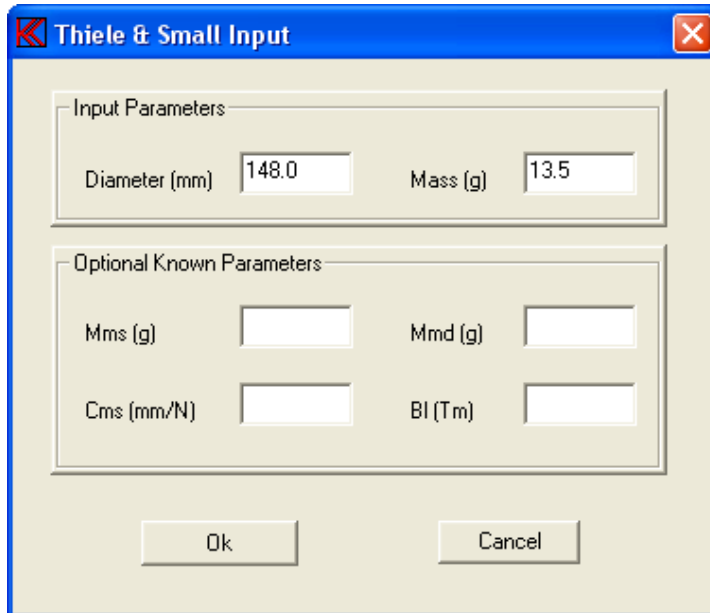 Thiele & Small Input
Input Parameters
Diameter (mm) 148.0 Mass (g) 13.5
Optional Known Parameters
Mms (g) Mmd (g)
Cms (mm/N) Bl (Tm)
Ok Cancel